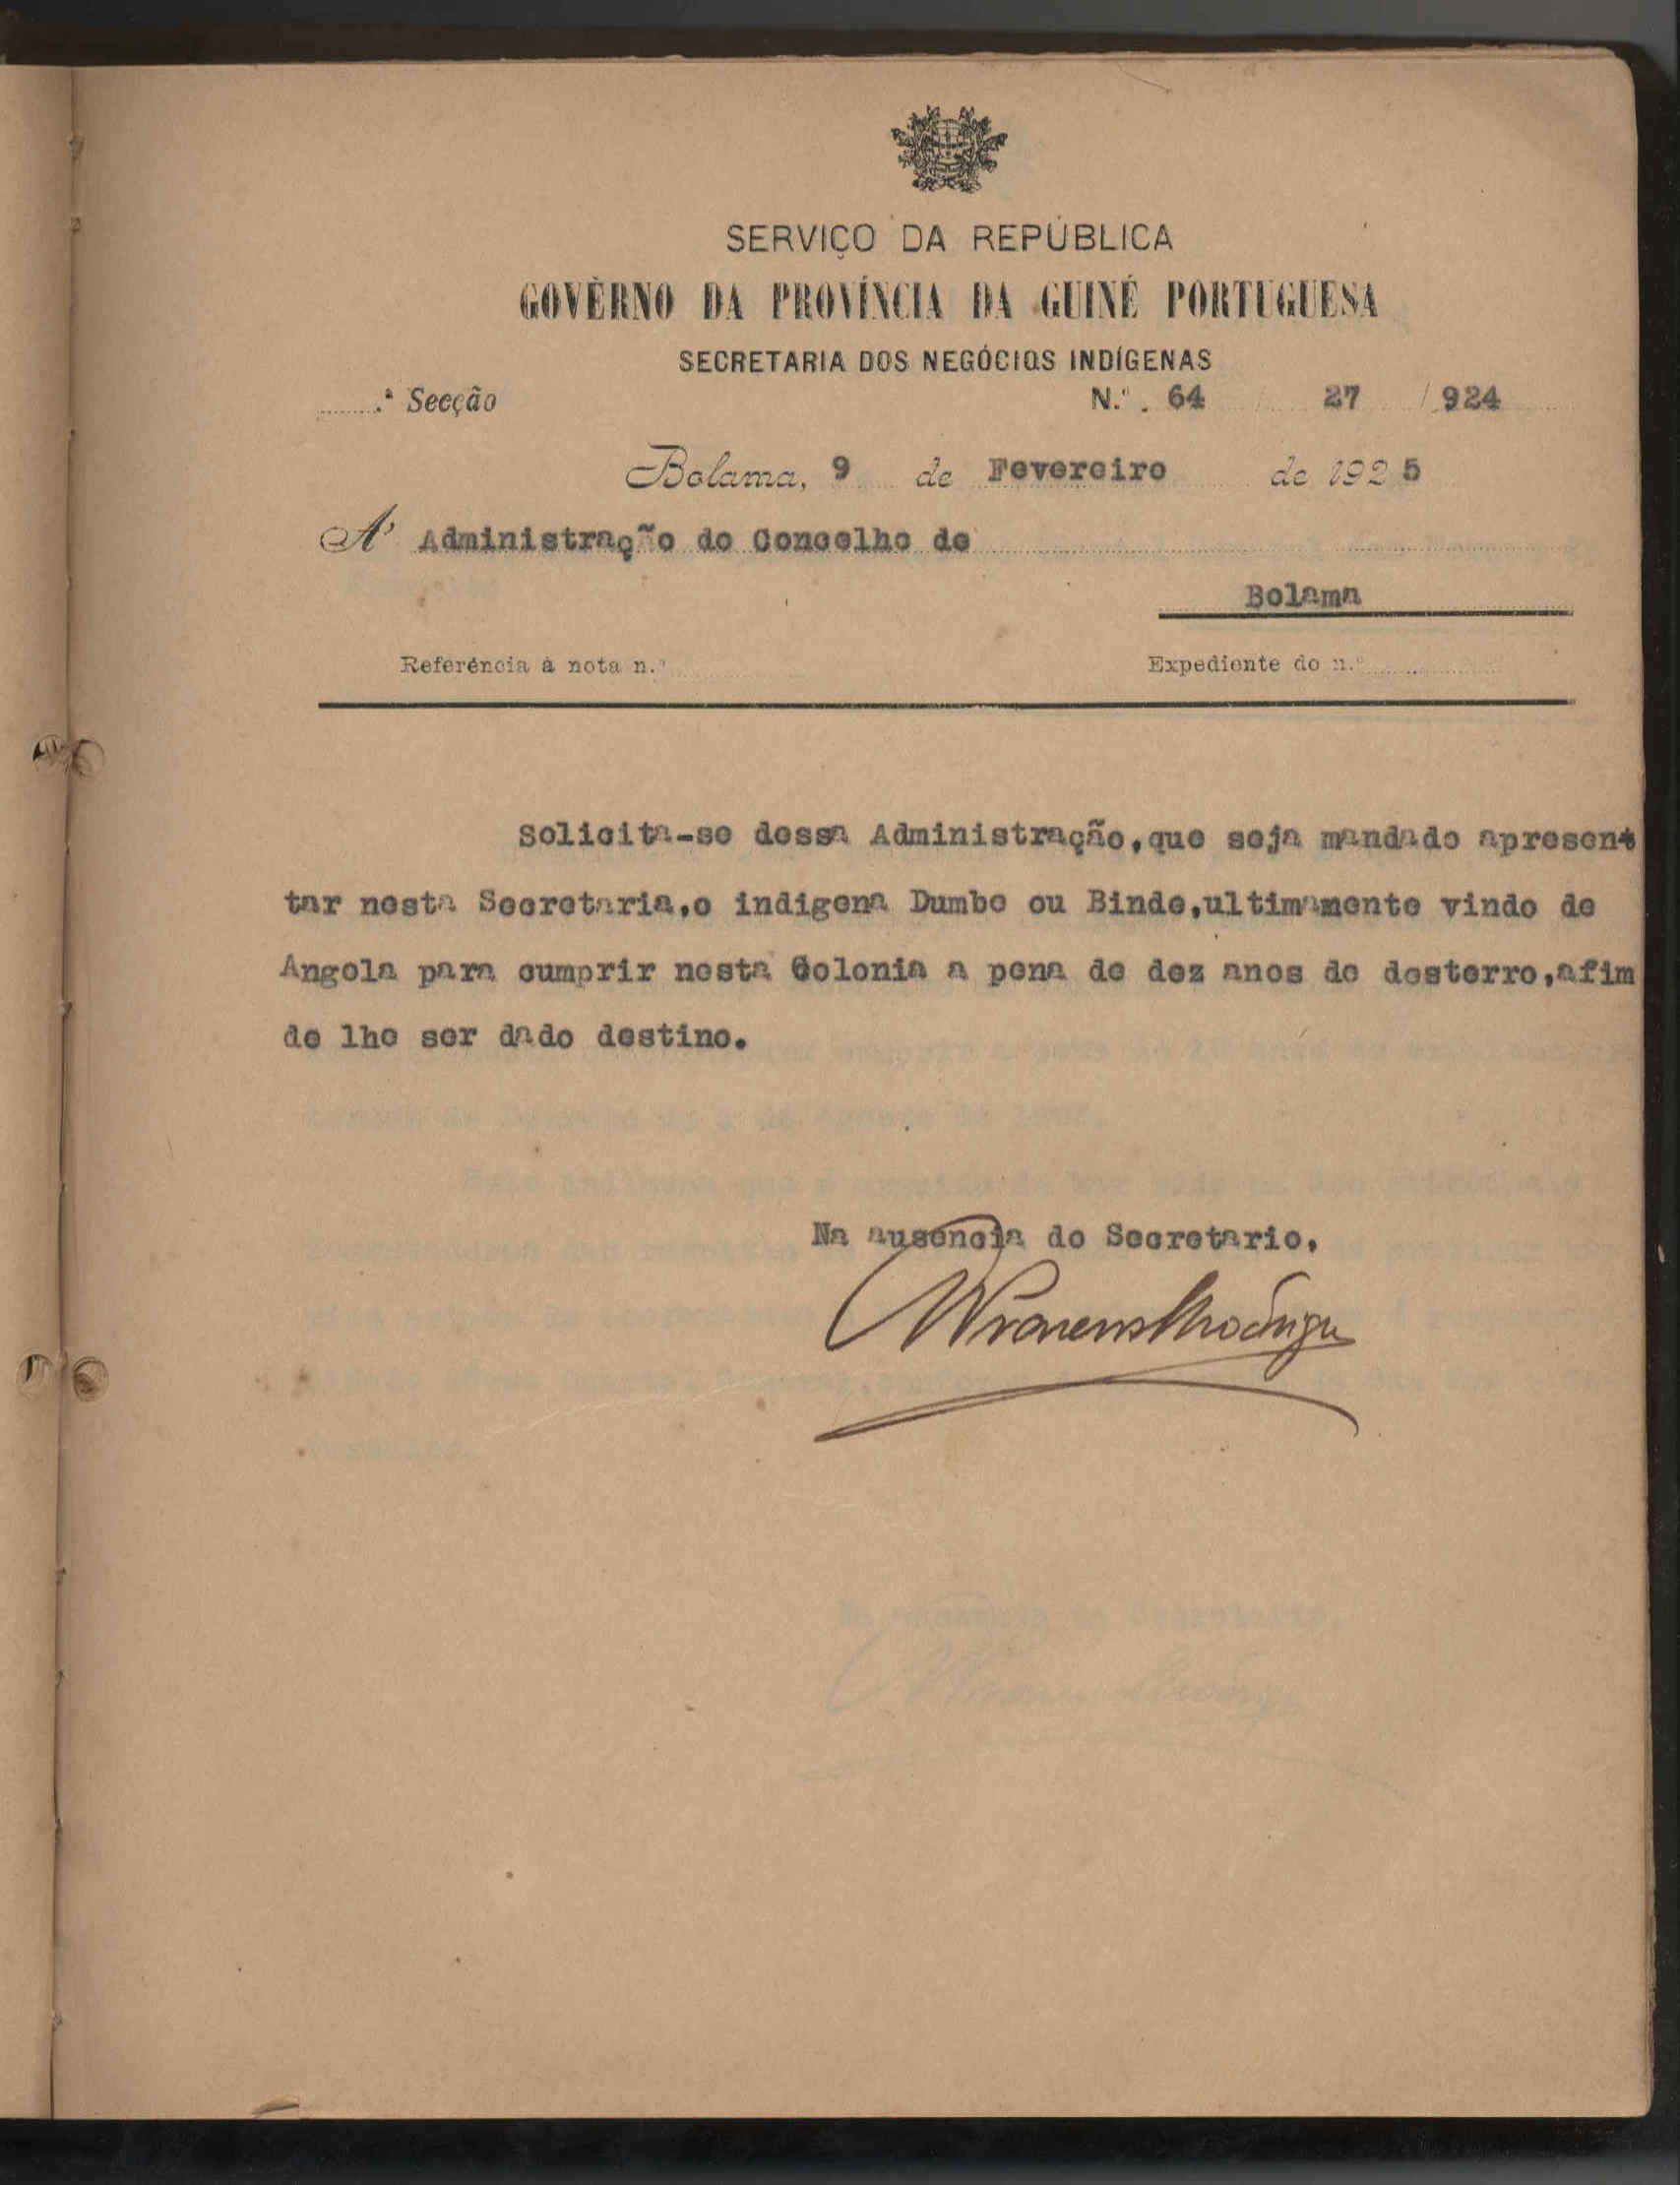 SERVIÇO DA REPÚBLICA
GOVÊRNO DA PROVÍNCIA DA GUINÉ PORTUGUESA
SECRETARIA DOS NEGÓCIOS INDÍGENAS
.ª Secção N.º 64 27 / 924
Bolama, 9 de Fevereiro de 1925
A' Administração do Concelho de
Bolama
Referência à nota n.º Expediente do n.º
Solicita-se dessa Administração,que seja mandado apresent
tar nesta Secretaria,o indigena Dumbo ou Binde,ultimamente vindo de
Angola para cumprir nesta Colonia a pena de dez anos de desterro,afim
de lhe ser dado destino.
Na ausencia do Secretario,